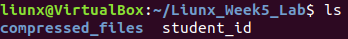 liunx@VirtualBox:~/Liunx_Week5_Lab$ ls
compressed_files  student_id